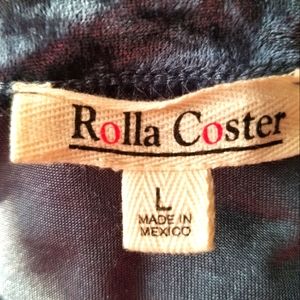 Rolla Coster
L
MADE IN
MEXICO